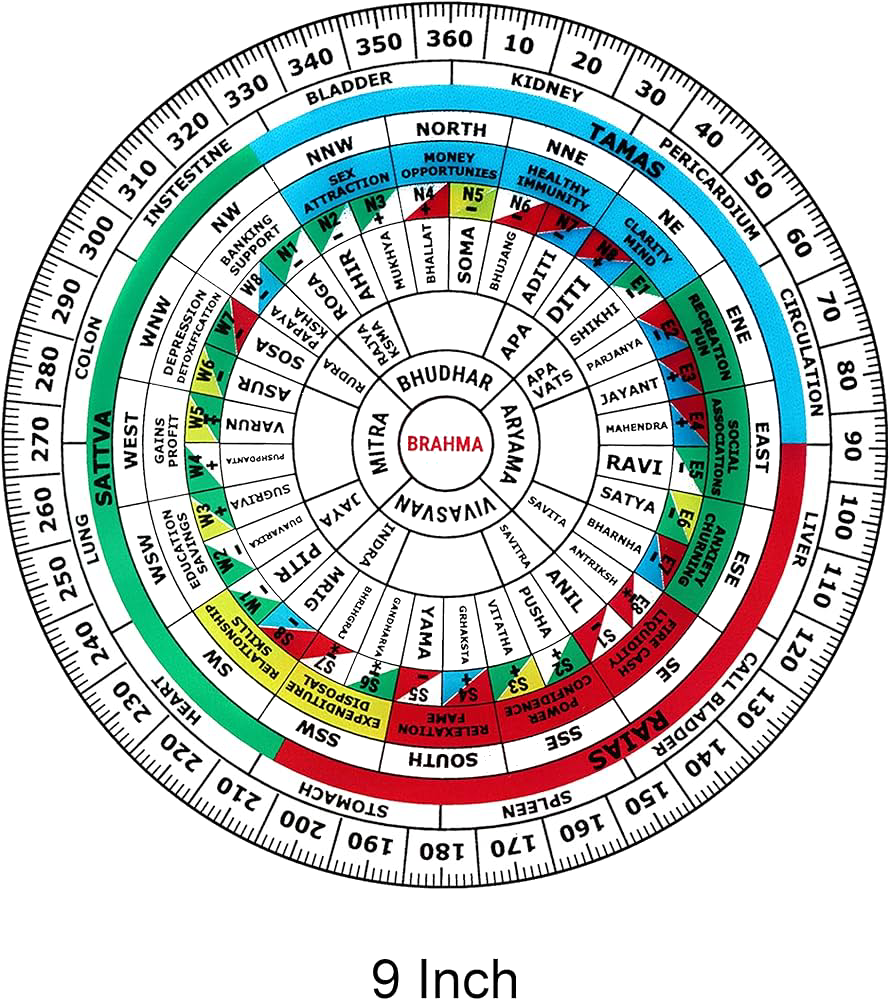 360
10
20
30
40
50
60
70
80
90
100
110
120
130
140
150
160
170
180
190
200
210
220
230
240
250
260
270
280
290
300
310
320
330
340
350
BLADDER
KIDNEY
PERICARDIUM
CIRCULATION
LIVER
CALL BLADDER
SPLEEN
STOMACH
HEART
LUNG
COLON
INSTESTINE
TAMAS
RAIAS
SATTVA
NORTH
NNE
NE
ENE
EAST
ESE
SE
SSE
SOUTH
SSW
SW
WSW
WEST
WNW
NW
NNW
MONEY
OPPORTUNIES
HEALTHY
IMMUNITY
CLARITY
MIND
RECREATION
FUN
SOCIAL
ASSOCIATIONS
ANXIETY
CHURNING
FIRE CASH
LIQUIDITY
POWER
CONFIDENCE
RELEXATION
FAME
EXPENDITURE
DISPOSAL
RELATIONSHIP
SKILLS
EDUCATION
SAVINGS
GAINS
PROFIT
DEPRESSION
DETOXIFICATION
BANKING
SUPPORT
SEX
ATTRACTION
N4 +
N5 -
N6 -
N7 -
N8 +
E1 -
E2 -
E3 +
E4 +
E5 -
E6 -
E7 -
E8
S1 -
S2 +
S3 +
S4 +
S5 -
S6
S7
S8 -
W1 -
W2 -
W3 +
W4 +
W5 +
W6 -
W7 -
W8 -
N1 -
N2 -
N3 +
BHALLAT
SOMA
BHUJANG
ADITI
DITI
SHIKHI
PARJANYA
JAYANT
MAHENDRA
RAVI
SATYA
BHARNHA
ANTRIKSH
ANIL
PUSHA
VITATHA
GRHAKSTA
YAMA
GANDHARVA
BHRIHGRAJ
MRIG
PITR
DUAVARIKA
SUGRIVA
PUSHPDANTA
VARUN
ASUR
SOSA
PAPAYA
KSHA
ROGA
AHIR
MUKHYA
APA
APA
VATS
SAVITA
SAVITRA
INDRA
JAYA
RUDRA
RAJYA
KSMA
BHUDHAR
ARYAMA
VIVASVAN
MITRA
BRAHMA
9 Inch